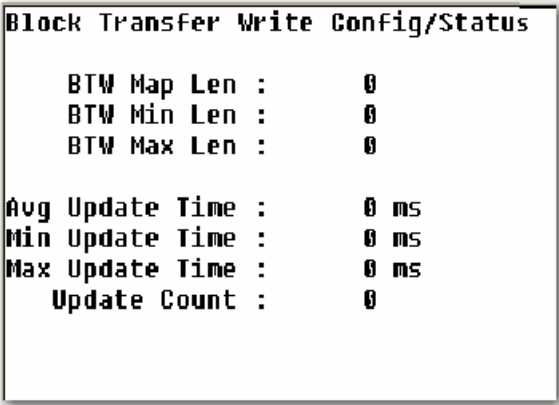 Block Transfer Write Config/Status
BTW Map Len : 0
BTW Min Len : 0
BTW Max Len : 0
Avg Update Time : 0 ms
Min Update Time : 0 ms
Max Update Time : 0 ms
Update Count : 0